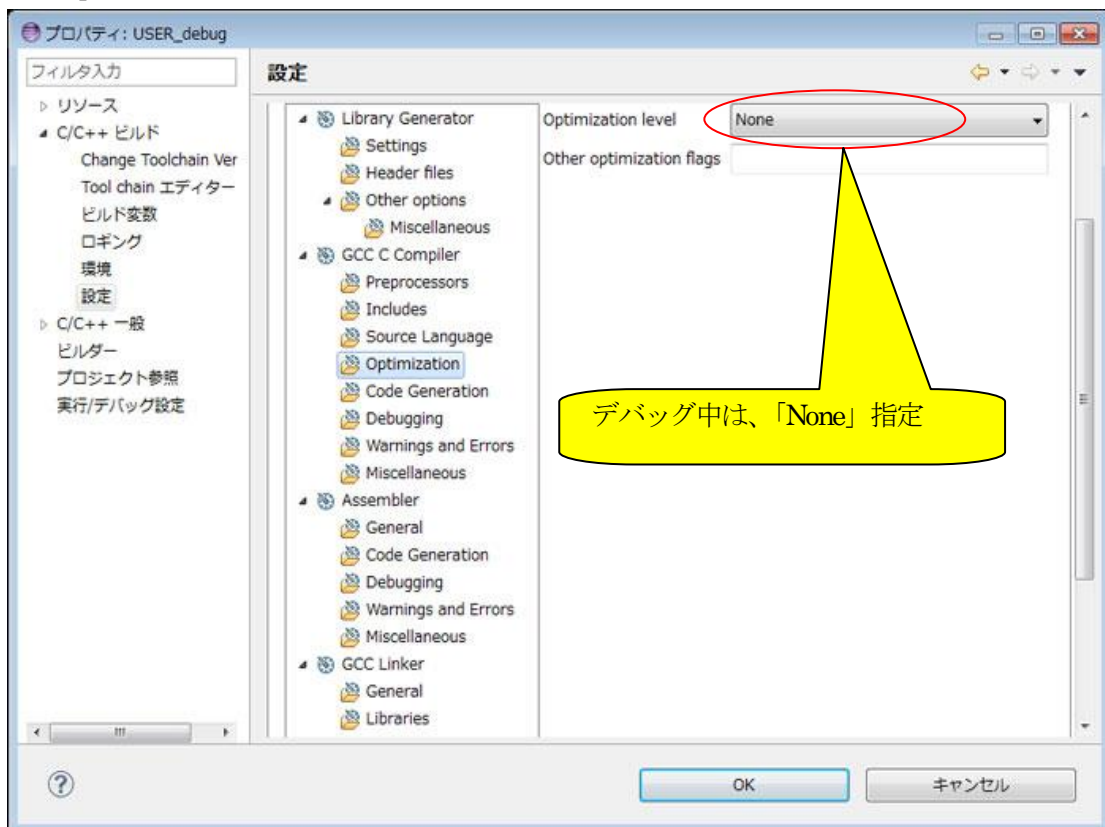 プロパティ: USER_debug
フィルタ入力
リソース
C/C++ ビルド
Change Toolchain Ver
Tool chain エディター
ビルド変数
ロギング
環境
設定
C/C++ 一般
ビルダー
プロジェクト参照
実行/デバッグ設定
設定
Library Generator
Settings
Header files
Other options
Miscellaneous
GCC C Compiler
Preprocessors
Includes
Source Language
Optimization
Code Generation
Debugging
Warnings and Errors
Miscellaneous
Assembler
General
Code Generation
Debugging
Warnings and Errors
Miscellaneous
GCC Linker
General
Libraries
Optimization level None
Other optimization flags
デバッグ中は、「None」指定
OK キャンセル